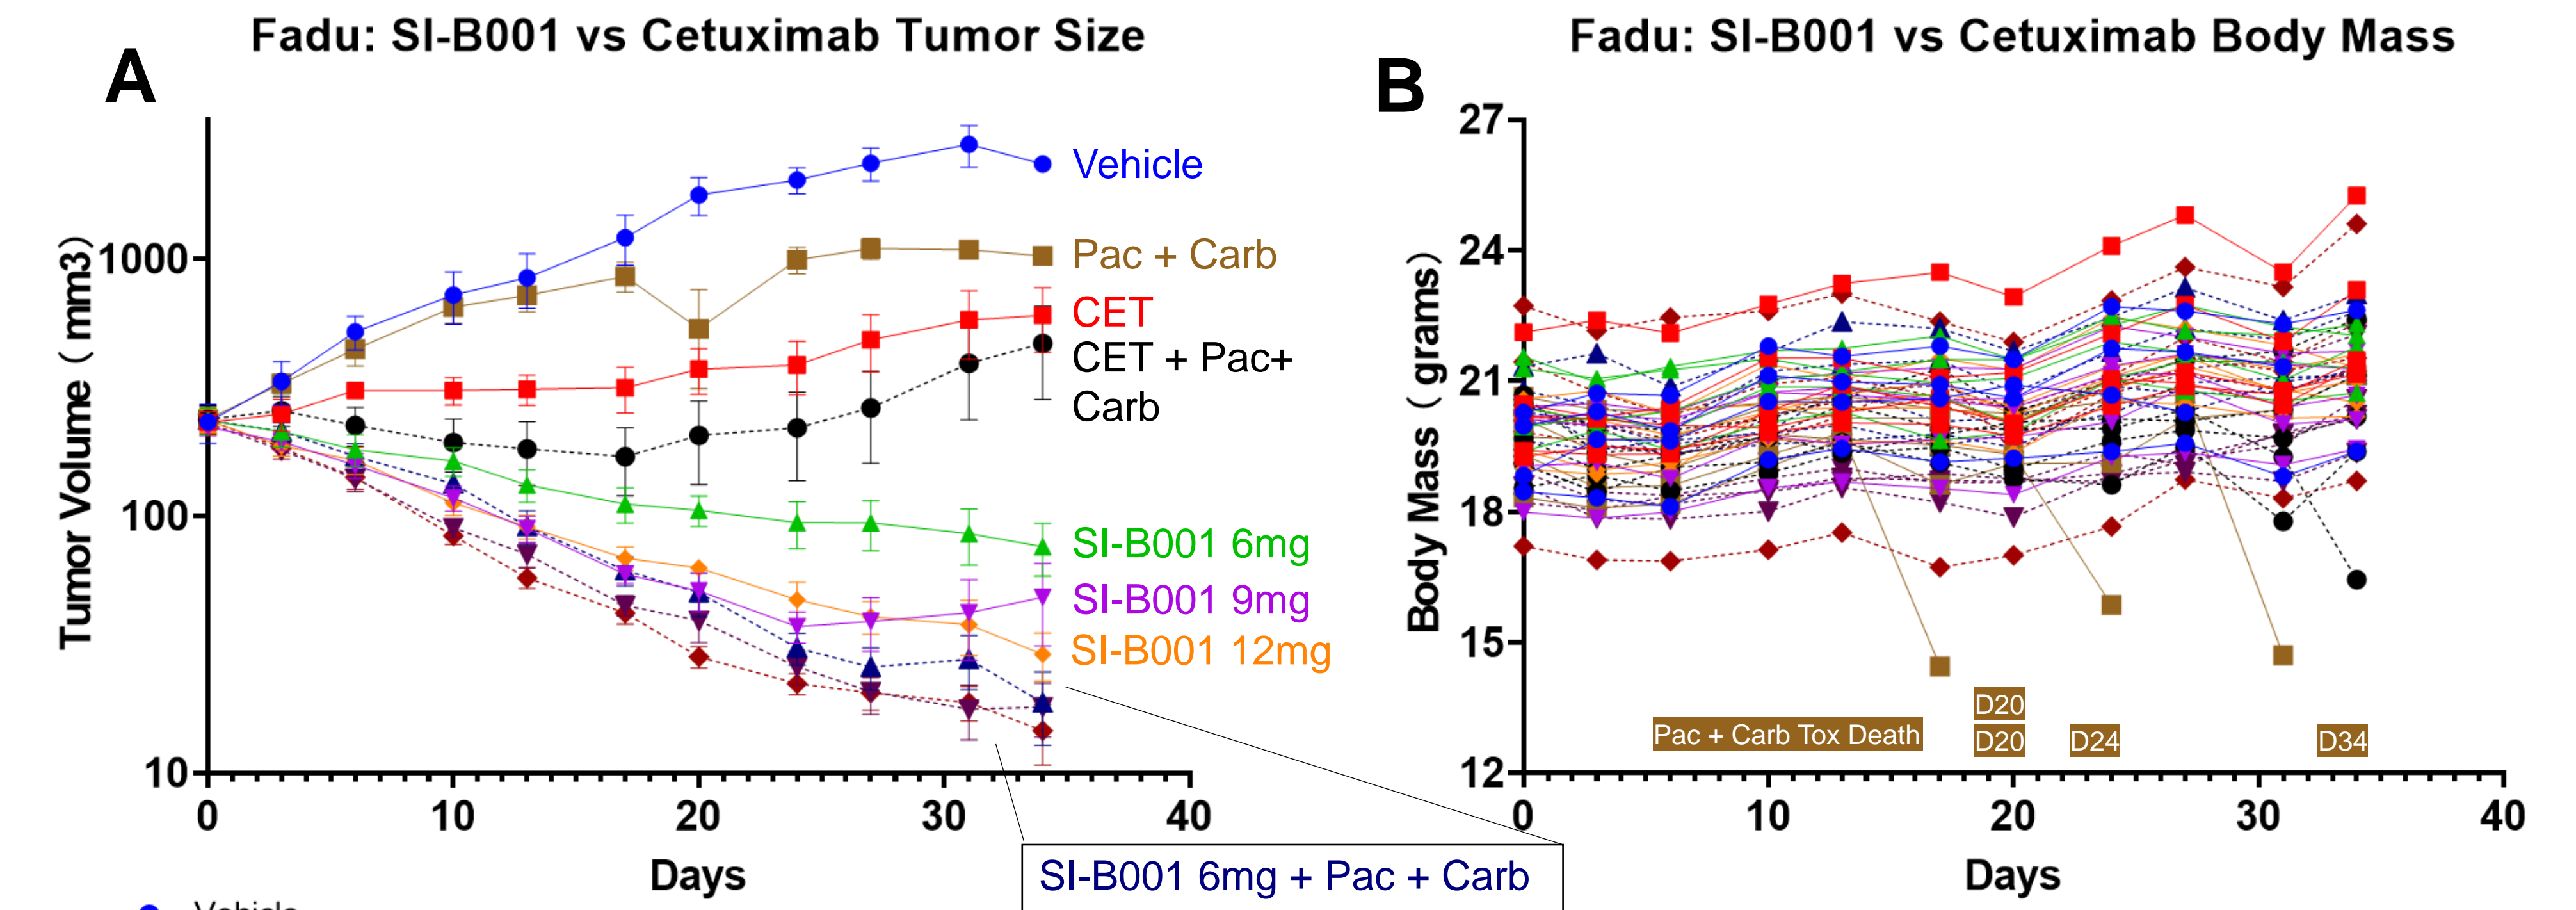 Fadu: SI-B001 vs Cetuximab Tumor Size
A
Tumor Volume ( mm3)
1000
100
10
0
10
20
30
40
Days
Vehicle
Pac + Carb
CET
CET + Pac+
Carb
SI-B001 6mg
SI-B001 9mg
SI-B001 12mg
SI-B001 6mg + Pac + Carb
Vehicle
Fadu: SI-B001 vs Cetuximab Body Mass
B
Body Mass ( grams)
27
24
21
18
15
12
0
10
20
30
40
Days
Pac + Carb Tox Death
D20
D20
D24
D34